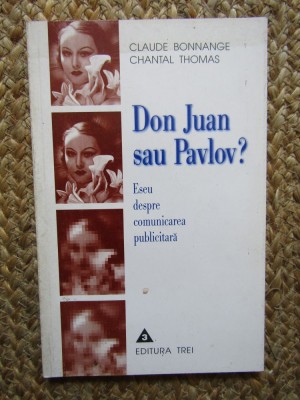 CLAUDE BONNANGE
CHANTAL THOMAS
Don Juan
sau Pavlov?
Eseu
despre
comunicarea
publicitară
3
EDITURA TREI